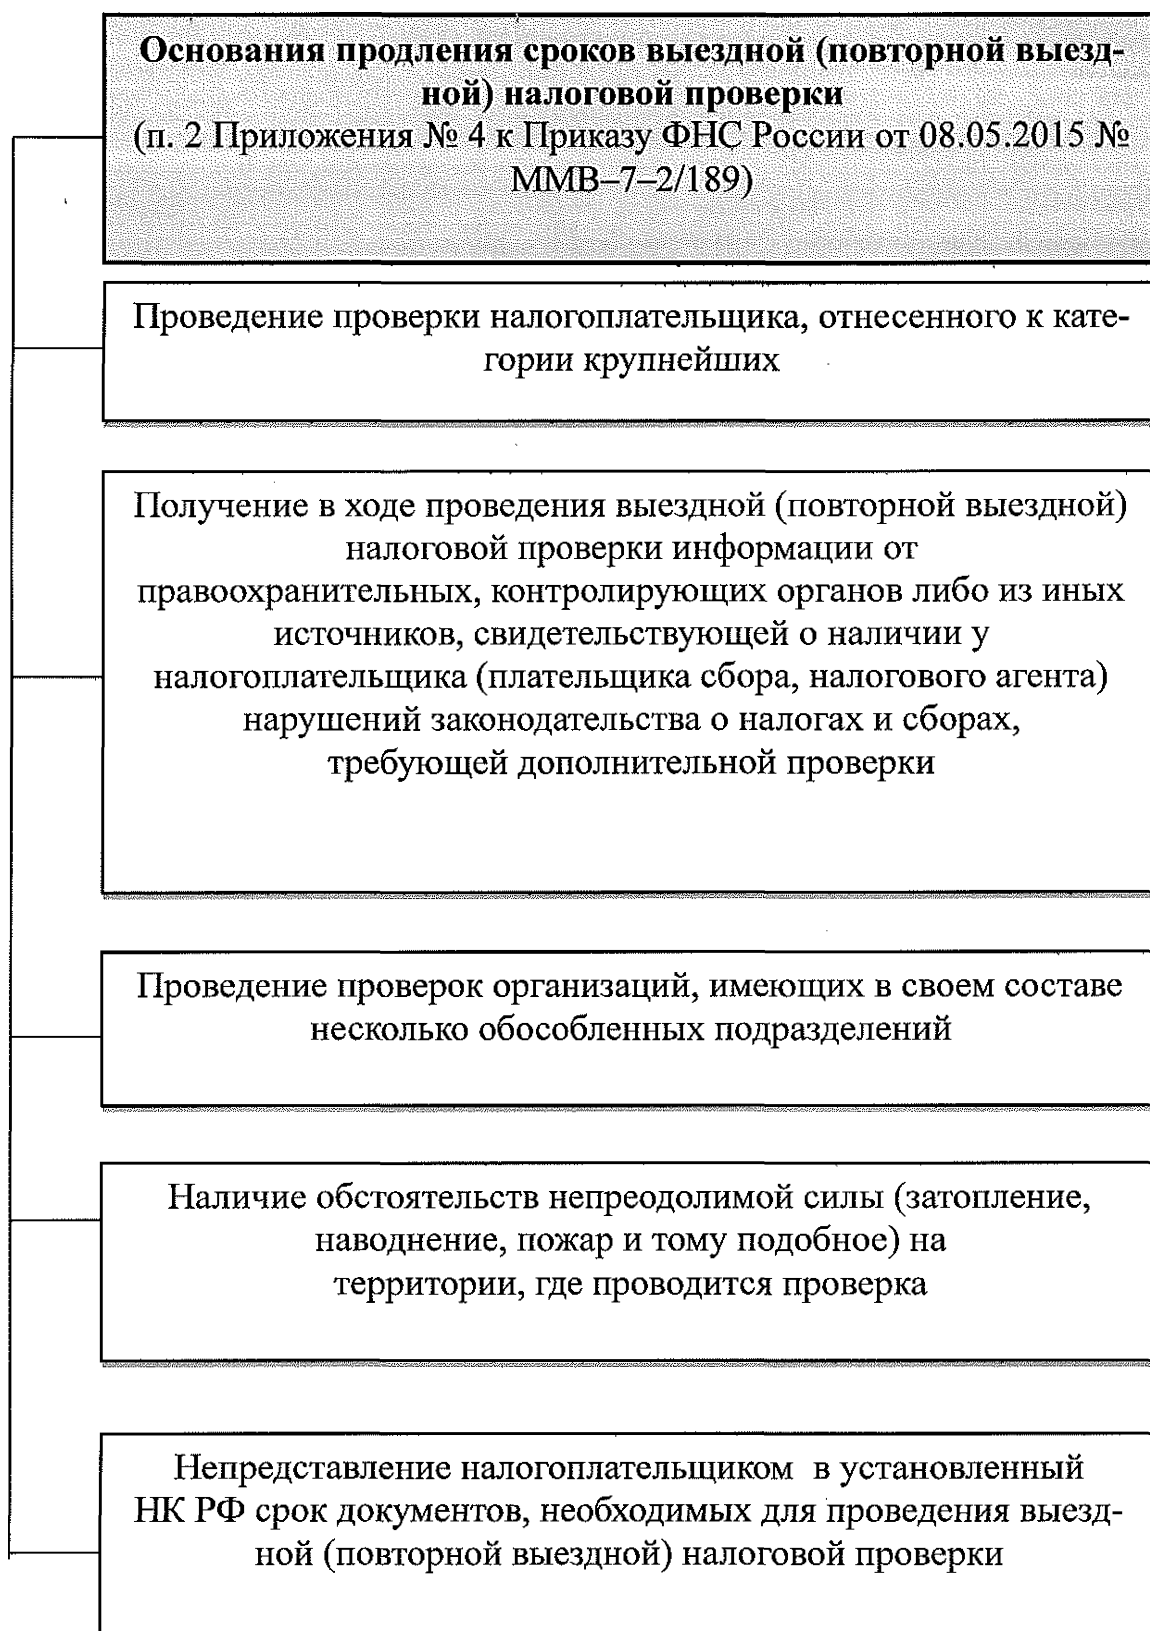 Основания продления сроков выездной (повторной выезд-
ной) налоговой проверки
(п. 2 Приложения № 4 к Приказу ФНС России от 08.05.2015 №
ММВ–7–2/189)
Проведение проверки налогоплательщика, отнесенного к кате-
гории крупнейших
Получение в ходе проведения выездной (повторной выездной)
налоговой проверки информации от
правоохранительных, контролирующих органов либо из иных
источников, свидетельствующей о наличии у
налогоплательщика (плательщика сбора, налогового агента)
нарушений законодательства о налогах и сборах,
требующей дополнительной проверки
Проведение проверок организаций, имеющих в своем составе
несколько обособленных подразделений
Наличие обстоятельств непреодолимой силы (затопление,
наводнение, пожар и тому подобное) на
территории, где проводится проверка
Непредставление налогоплательщиком в установленный
НК РФ срок документов, необходимых для проведения выезд-
ной (повторной выездной) налоговой проверки